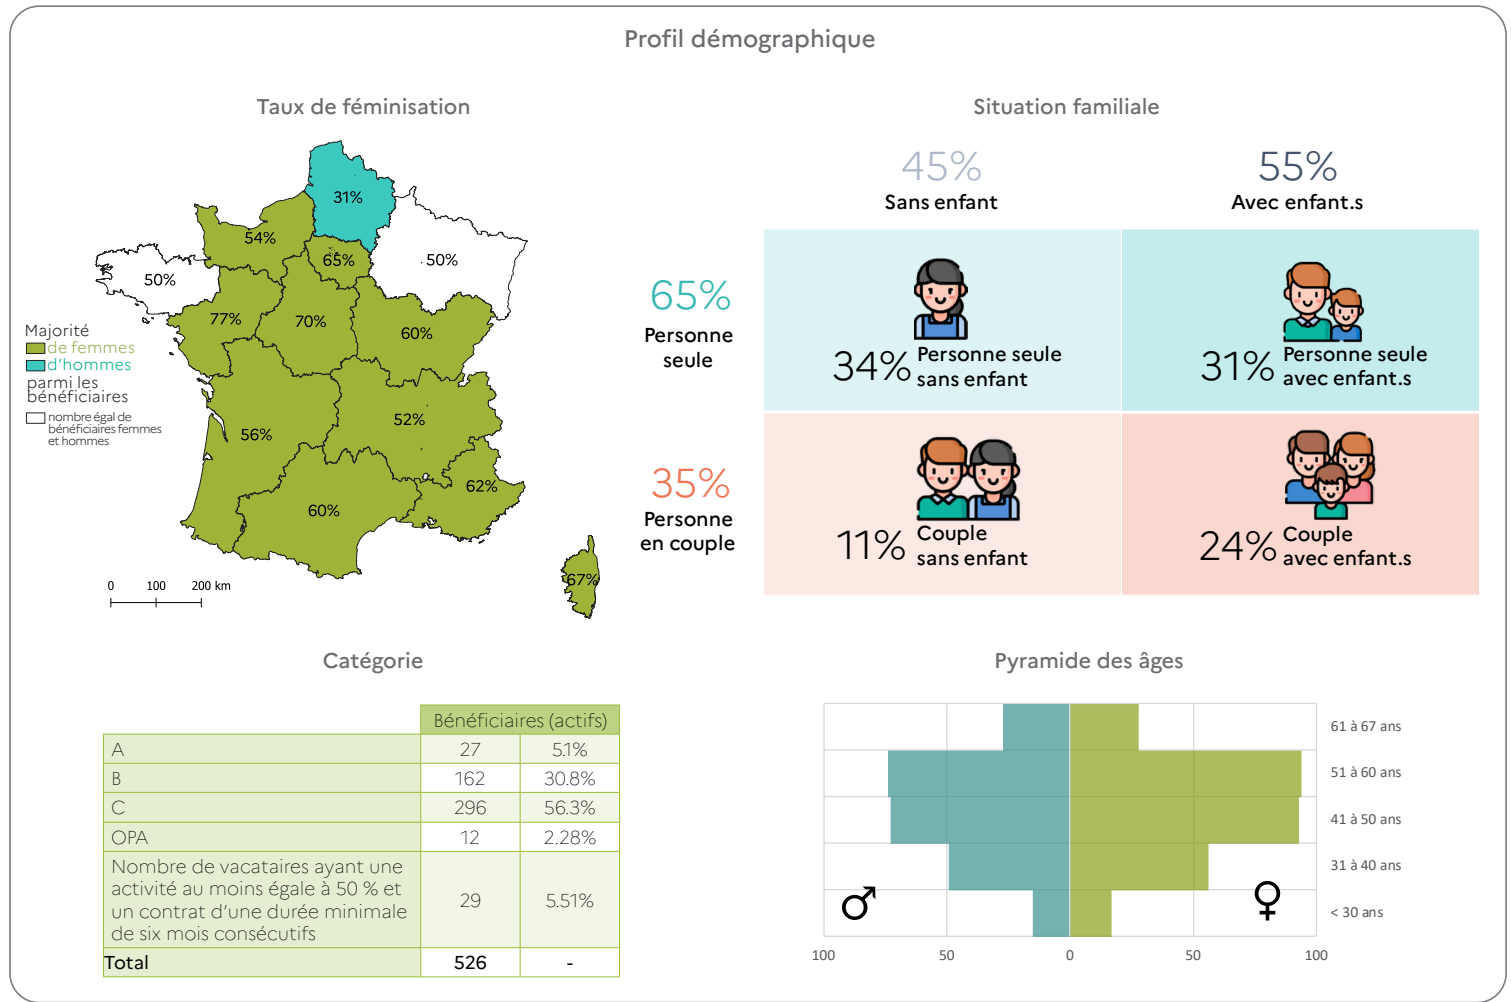 Profil démographique
Taux de féminisation
31%
54%
65%
50%
50%
77%
70%
60%
52%
56%
62%
60%
67%
Majorité
de femmes
d'hommes
parmi les
bénéficiaires
nombre égal de
bénéficiaires femmes
et hommes
0 100 200 km
Situation familiale
45%
Sans enfant
55%
Avec enfant.s
65%
Personne
seule
34% Personne seule
sans enfant
31% Personne seule
avec enfant.s
35%
Personne
en couple
11% Couple
sans enfant
24% Couple
avec enfant.s
Catégorie
Bénéficiaires (actifs)
A 27 5.1%
B 162 30.8%
C 296 56.3%
OPA 12 2.28%
Nombre de vacataires ayant une
activité au moins égale à 50 % et
un contrat d'une durée minimale
de six mois consécutifs
29 5.51%
Total 526 -
Pyramide des âges
61 à 67 ans
51 à 60 ans
41 à 50 ans
31 à 40 ans
< 30 ans
100 50 0 50 100